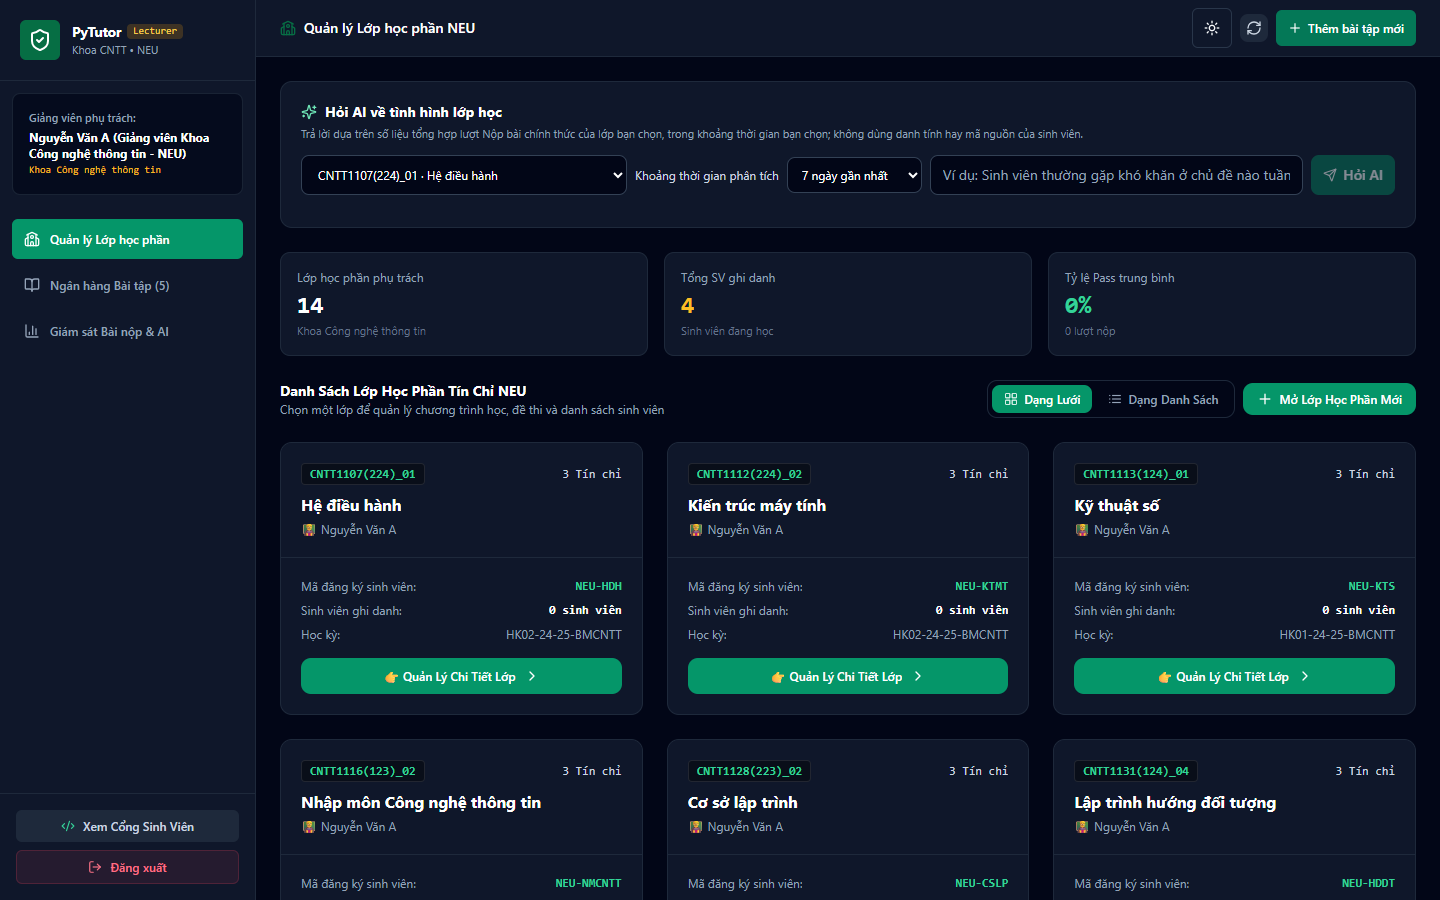 PyTutor Lecturer
Khoa CNTT • NEU
Giảng viên phụ trách:
Nguyễn Văn A (Giảng viên Khoa
Công nghệ thông tin - NEU)
Khoa Công nghệ thông tin
Quản lý Lớp học phần
Ngân hàng Bài tập (5)
Giám sát Bài nộp & AI
Xem Cổng Sinh Viên
Đăng xuất
Quản lý Lớp học phần NEU
Thêm bài tập mới
Hỏi AI về tình hình lớp học
Trả lời dựa trên số liệu tổng hợp lượt Nộp bài chính thức của lớp bạn chọn, trong khoảng thời gian bạn chọn; không dùng danh tính hay mã nguồn của sinh viên.
CNTT1107(224)_01 · Hệ điều hành
Khoảng thời gian phân tích
7 ngày gần nhất
Ví dụ: Sinh viên thường gặp khó khăn ở chủ đề nào tuần
Hỏi AI
Lớp học phần phụ trách
14
Khoa Công nghệ thông tin
Tổng SV ghi danh
4
Sinh viên đang học
Tỷ lệ Pass trung bình
0%
0 lượt nộp
Danh Sách Lớp Học Phần Tín Chỉ NEU
Chọn một lớp để quản lý chương trình học, đề thi và danh sách sinh viên
Dạng Lưới
Dạng Danh Sách
Mở Lớp Học Phần Mới
CNTT1107(224)_01
3 Tín chỉ
Hệ điều hành
Nguyễn Văn A
Mã đăng ký sinh viên:
NEU-HDH
Sinh viên ghi danh:
0 sinh viên
Học kỳ:
HK02-24-25-BMCNTT
Quản Lý Chi Tiết Lớp
CNTT1112(224)_02
3 Tín chỉ
Kiến trúc máy tính
Nguyễn Văn A
Mã đăng ký sinh viên:
NEU-KTMT
Sinh viên ghi danh:
0 sinh viên
Học kỳ:
HK02-24-25-BMCNTT
Quản Lý Chi Tiết Lớp
CNTT1113(124)_01
3 Tín chỉ
Kỹ thuật số
Nguyễn Văn A
Mã đăng ký sinh viên:
NEU-KTS
Sinh viên ghi danh:
0 sinh viên
Học kỳ:
HK01-24-25-BMCNTT
Quản Lý Chi Tiết Lớp
CNTT1116(123)_02
3 Tín chỉ
Nhập môn Công nghệ thông tin
Nguyễn Văn A
Mã đăng ký sinh viên:
NEU-NMCNTT
CNTT1128(223)_02
3 Tín chỉ
Cơ sở lập trình
Nguyễn Văn A
Mã đăng ký sinh viên:
NEU-CSLP
CNTT1131(124)_04
3 Tín chỉ
Lập trình hướng đối tượng
Nguyễn Văn A
Mã đăng ký sinh viên:
NEU-HDDT